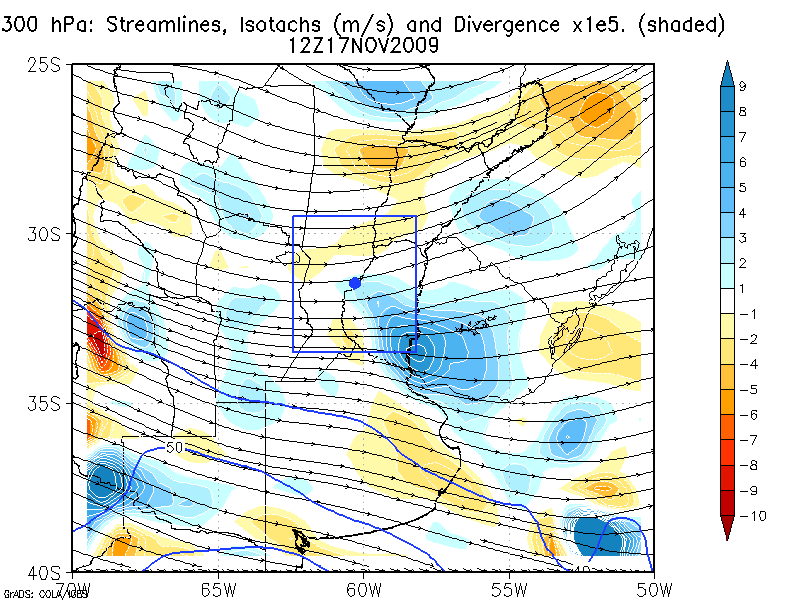 300 hPa: Streamlines, Isotachs (m/s) and Divergence x1e5. (shaded)
12Z17NOV2009
25S
30S
35S
40S
70W
65W
60W
55W
50W
50
40
9
8
7
6
5
4
3
2
1
-1
-2
-4
-5
-6
-7
-8
-9
-10
GrADS: COLA/IGES